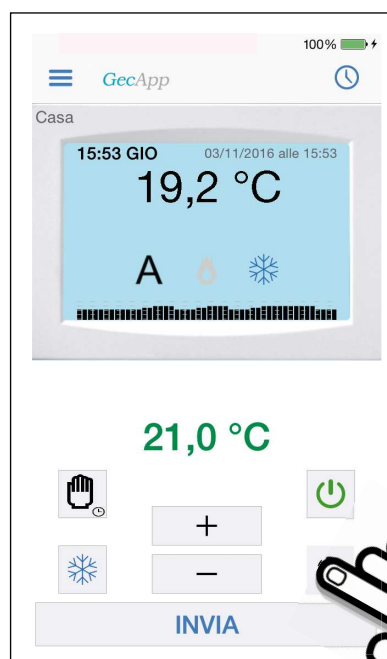 100%
GecApp
Casa
15:53 GIO 03/11/2016 alle 15:53
19,2 °C
A
21,0 °C
+
−
INVIA